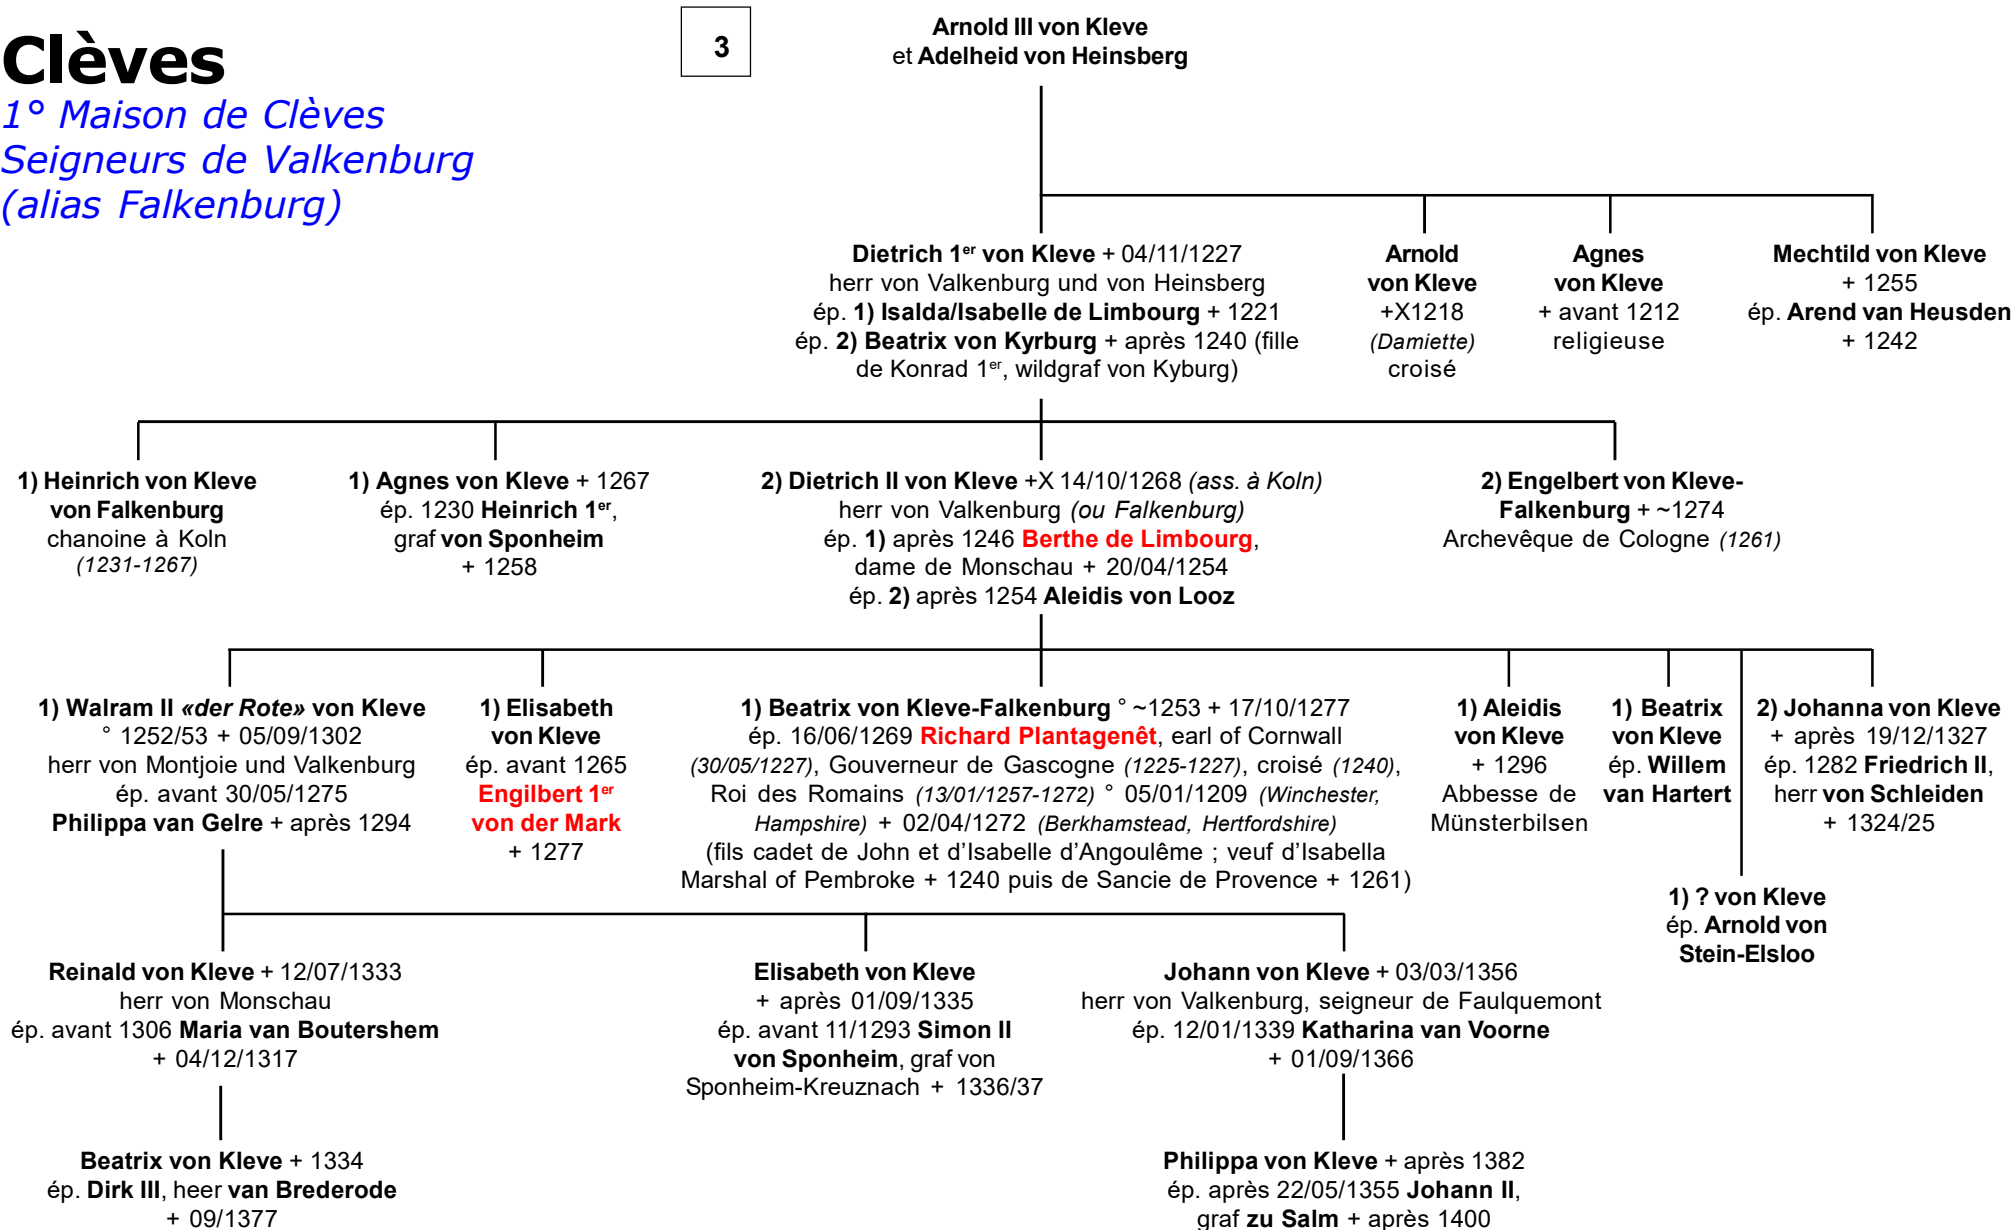 Clèves
1° Maison de Clèves
Seigneurs de Valkenburg
(alias Falkenburg)
3
Arnold III von Kleve
et Adelheid von Heinsberg
Dietrich 1er von Kleve + 04/11/1227
herr von Valkenburg und von Heinsberg
ép. 1) Isalda/Isabelle de Limbourg + 1221
ép. 2) Beatrix von Kyrburg + après 1240 (fille
de Konrad 1er, wildgraf von Kyburg)
Arnold
von Kleve
+X1218
(Damiette)
croisé
Agnes
von Kleve
+ avant 1212
religieuse
Mechtild von Kleve
+ 1255
ép. Arend van Heusden
+ 1242
1) Heinrich von Kleve
von Falkenburg
chanoine à Koln
(1231-1267)
1) Agnes von Kleve + 1267
ép. 1230 Heinrich 1er,
graf von Sponheim
+ 1258
2) Dietrich II von Kleve +X 14/10/1268 (ass. à Koln)
herr von Valkenburg (ou Falkenburg)
ép. 1) après 1246 Berthe de Limbourg,
dame de Monschau + 20/04/1254
ép. 2) après 1254 Aleidis von Looz
2) Engelbert von Kleve-
Falkenburg + ~1274
Archevêque de Cologne (1261)
1) Walram II «der Rote» von Kleve
° 1252/53 + 05/09/1302
herr von Montjoie und Valkenburg
ép. avant 30/05/1275
Philippa van Gelre + après 1294
1) Elisabeth
von Kleve
ép. avant 1265
Engilbert 1er
von der Mark
+ 1277
1) Beatrix von Kleve-Falkenburg ° ~1253 + 17/10/1277
ép. 16/06/1269 Richard Plantagenêt, earl of Cornwall
(30/05/1227), Gouverneur de Gascogne (1225-1227), croisé (1240),
Roi des Romains (13/01/1257-1272) ° 05/01/1209 (Winchester,
Hampshire) + 02/04/1272 (Berkhamstead, Hertfordshire)
(fils cadet de John et d'Isabelle d'Angoulême ; veuf d'Isabella
Marshal of Pembroke + 1240 puis de Sancie de Provence + 1261)
1) Aleidis
von Kleve
+ 1296
Abbesse de
Münsterbilsen
1) Beatrix
von Kleve
ép. Willem
van Hartert
2) Johanna von Kleve
+ après 19/12/1327
ép. 1282 Friedrich II,
herr von Schleiden
+ 1324/25
1) ? von Kleve
ép. Arnold von
Stein-Elsloo
Reinald von Kleve + 12/07/1333
herr von Monschau
ép. avant 1306 Maria van Boutershem
+ 04/12/1317
Elisabeth von Kleve
+ après 01/09/1335
ép. avant 11/1293 Simon II
von Sponheim, graf von
Sponheim-Kreuznach + 1336/37
Johann von Kleve + 03/03/1356
herr von Valkenburg, seigneur de Faulquemont
ép. 12/01/1339 Katharina van Voorne
+ 01/09/1366
Beatrix von Kleve + 1334
ép. Dirk III, heer van Brederode
+ 09/1377
Philippa von Kleve + après 1382
ép. après 22/05/1355 Johann II,
graf zu Salm + après 1400